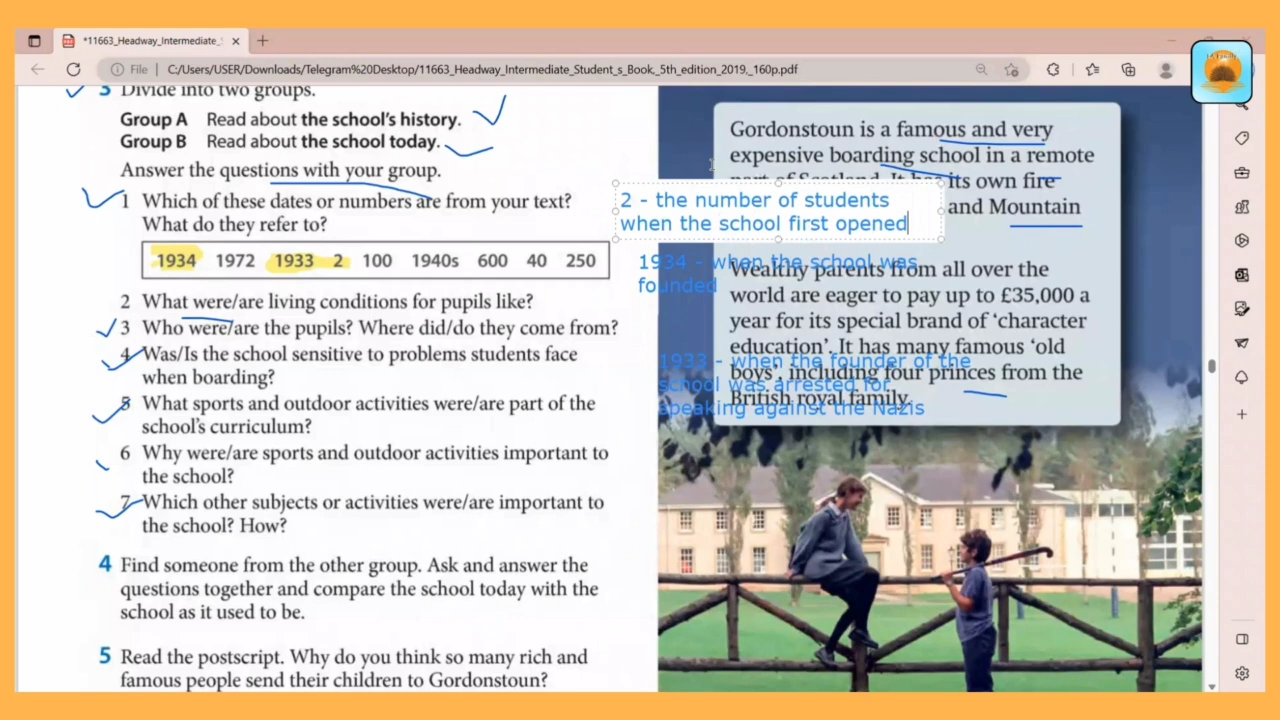 *11663_Headway_Intermediate_
File
C:/Users/USER/Downloads/Telegram%20Desktop/11663_Headway_Intermediate_Student_s_Book,_5th_edition_2019,_160p.pdf
3 Divide into two groups.
Group A Read about the school's history.
Group B Read about the school today.
Answer the questions with your group.
1 Which of these dates or numbers are from your text?
What do they refer to?
1934 1972 1933 2 100 1940s 600 40 250
2 What were/are living conditions for pupils like?
3 Who were/are the pupils? Where did/do they come from?
4 Was/Is the school sensitive to problems students face
when boarding?
5 What sports and outdoor activities were/are part of the
school's curriculum?
6 Why were/are sports and outdoor activities important to
the school?
7 Which other subjects or activities were/are important to
the school? How?
4 Find someone from the other group. Ask and answer the
questions together and compare the school today with the
school as it used to be.
5 Read the postscript. Why do you think so many rich and
famous people send their children to Gordonstoun?
Gordonstoun is a famous and very
expensive boarding school in a remote
part of Scotland. It has its own fire
and Mountain
2 - the number of students
when the school first opened
1934 - when the school was
founded
Wealthy parents from all over the
world are eager to pay up to £35,000 a
year for its special brand of 'character
education'. It has many famous 'old
boys', including four princes from the
British royal family.
1933 - when the founder of the
school was arrested for
speaking against the Nazis